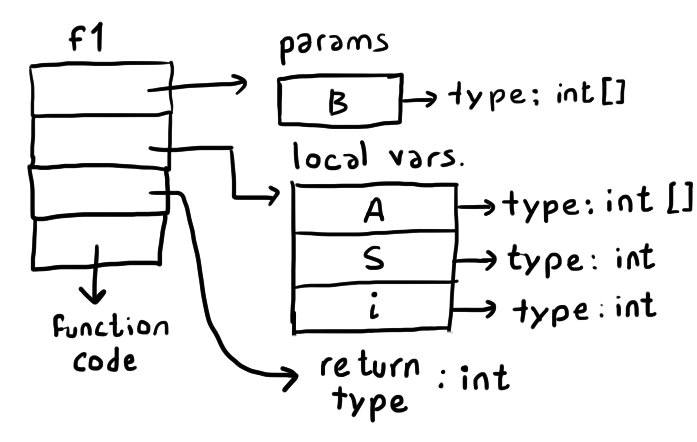 f1
params
B
type: int[]
local vars.
A
type: int []
S
type: int
i
type: int
function
code
return
type : int